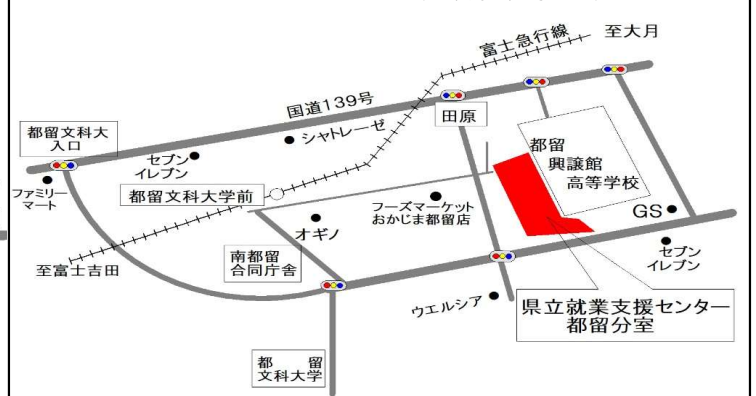 至大月
富士急行線
国道139号
田原
都留文科大
入口
シャトレーゼ
セブン
イレブン
都留
興譲館
高等学校
ファミリー
マート
都留文科大学前
フーズマーケット
おかじま都留店
GS
オギノ
セブン
イレブン
至富士吉田
南都留
合同庁舎
ウエルシア
県立就業支援センター
都留分室
都　留
文科大学